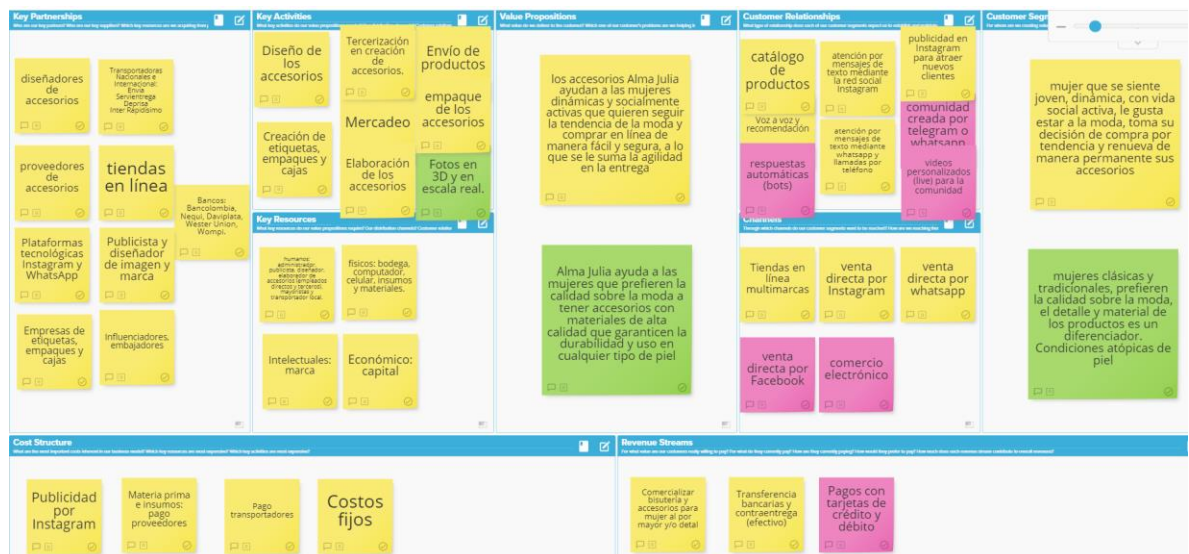 Key Partnerships
diseñadores
de
accesorios
Transportadores
Nacionales e
Internacional:
Envia
Servientrega
Deprisa
Inter Rapidísimo
proveedores
de
accesorios
tiendas
en línea
Bancos:
Bancolombia,
Nequi, Daviplata,
Wester Union,
Wompi.
Plataformas
tecnológicas
Instagram y
WhatsApp
Publicista y
diseñador
de imagen y
marca
Empresas de
etiquetas,
empaques y
cajas
Influenciadores,
embajadores
Key Activities
Diseño de
los
accesorios
Tercerización
en creación
de
accesorios.
Envío de
productos
empaque
de los
accesorios
Mercadeo
Creación de
etiquetas,
empaques y
cajas
Elaboración
de los
accesorios
Fotos en
3D y en
escala real.
Key Resources
humanos:
administrador,
publicista, diseñador,
elaborador de
accesorios (empleados
directos y terceros),
mayoristas y
transportador local.
físicos: bodega,
computador,
celular, insumos
y materiales.
Intelectuales:
marca
Económico:
capital
Value Propositions
los accesorios Alma Julia
ayudan a las mujeres
dinámicas y socialmente
activas que quieren seguir
la tendencia de la moda y
comprar en línea de
manera fácil y segura, a lo
que se le suma la agilidad
en la entrega
Alma Julia ayuda a las
mujeres que prefieren la
calidad sobre la moda a
tener accesorios con
materiales de alta
calidad que garanticen la
durabilidad y uso en
cualquier tipo de piel
Customer Relationships
catálogo
de
productos
atención por
mensajes de
texto mediante
la red social
Instagram
publicidad en
Instagram
para atraer
nuevos
clientes
Voz a voz y
recomendación
atención por
mensajes de
texto mediante
whatsapp y
llamadas por
teléfono
comunidad
creada por
telegram o
whatsapp
respuestas
automáticas
(bots)
videos
personalizados
(live) para la
comunidad
Channels
Tiendas en
línea
multimarcas
venta
directa por
Instagram
venta
directa por
whatsapp
venta
directa por
Facebook
comercio
electrónico
Customer Segm
mujer que se siente
joven, dinámica, con vida
social activa, le gusta
estar a la moda, toma su
decisión de compra por
tendencia y renueva de
manera permanente sus
accesorios
mujeres clásicas y
tradicionales, prefieren
la calidad sobre la moda,
el detalle y material de
los productos es un
diferenciador.
Condiciones atópicas de
piel
Cost Structure
Publicidad
por
Instagram
Materia prima
e insumos:
pago
proveedores
Pago
transportadores
Costos
fijos
Revenue Streams
Comercializar
bisutería y
accesorios para
mujer al por
mayor y/o detal
Transferencia
bancarias y
contraentrega
(efectivo)
Pagos con
tarjetas de
crédito y
débito